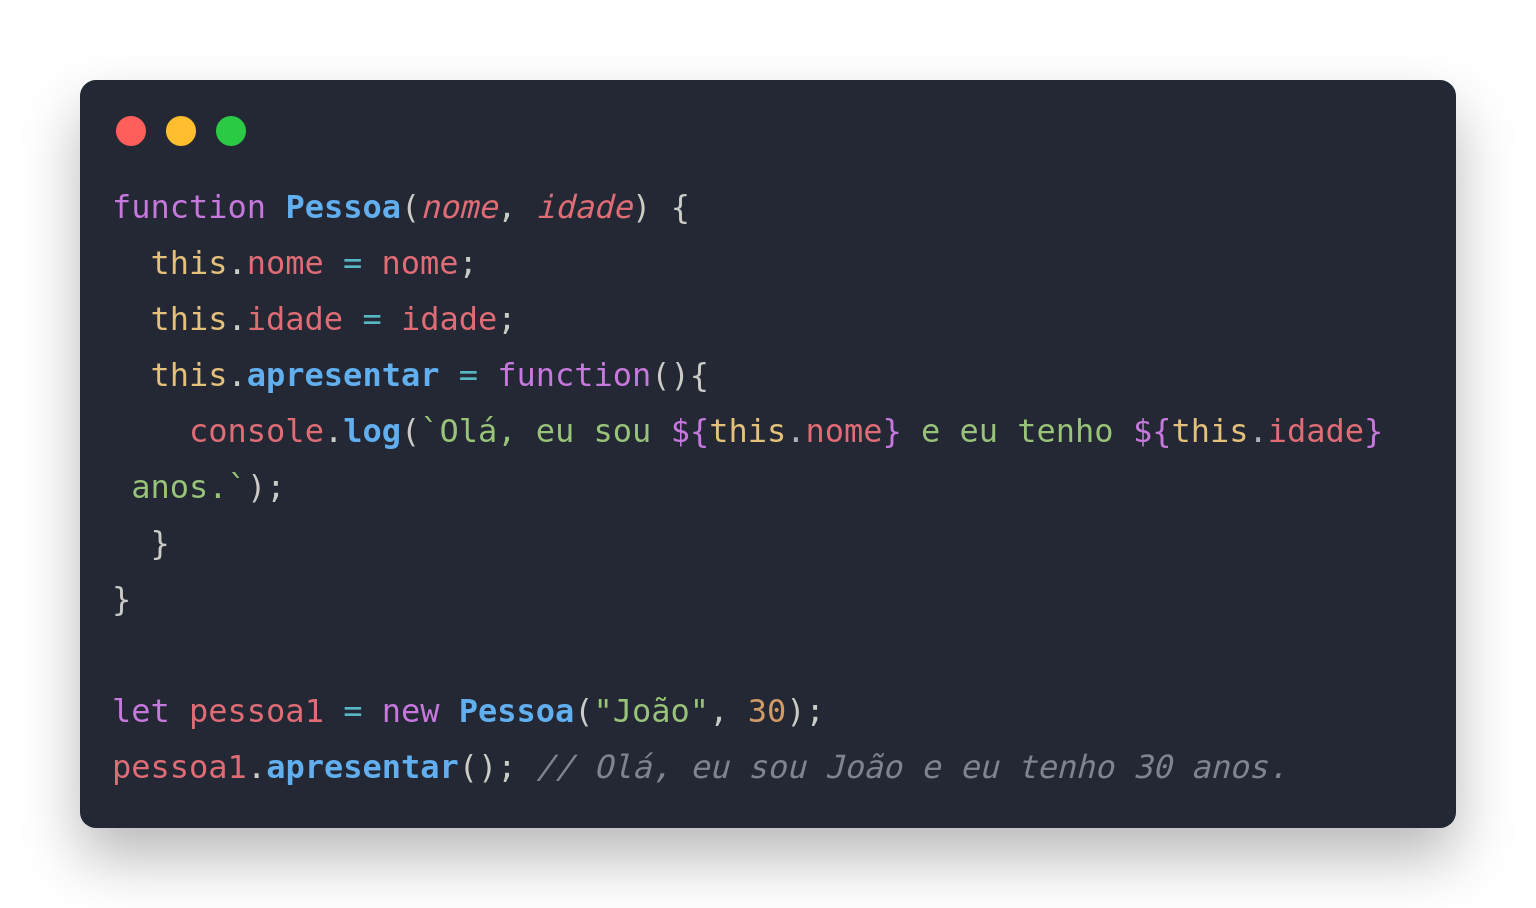 function Pessoa(nome, idade) {
  this.nome = nome;
  this.idade = idade;
  this.apresentar = function(){
    console.log(`Olá, eu sou ${this.nome} e eu tenho ${this.idade}
 anos.`);
  }
}

let pessoa1 = new Pessoa("João", 30);
pessoa1.apresentar(); // Olá, eu sou João e eu tenho 30 anos.